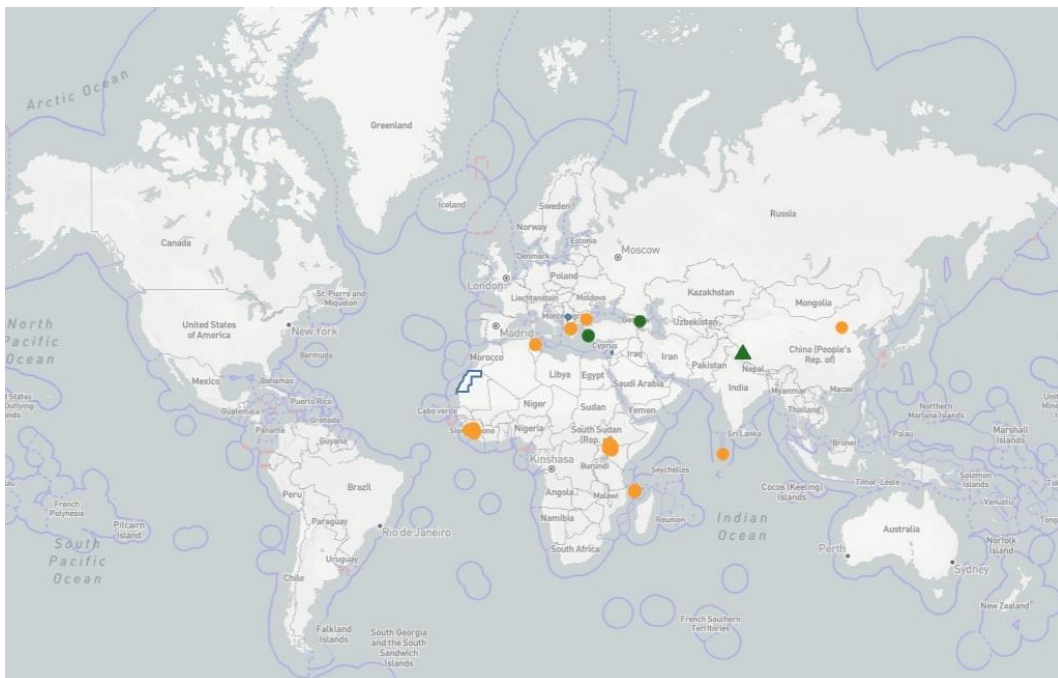 Arctic Ocean
Greenland
Iceland
Sweden
Russia
Norway
Estonia
Moscow
Canada
Denmark
London
Poland
St. Pierre and
Miquelon
Liechtenstein
Moldova
Kazakhstan
Mongolia
North
Pacific
Ocean
United States
of America
New York
Madrid
Uzbekistan
Cyprus
China (People's
Rep. of)
Bermuda
Morocco
Iraq
Iran
Pakistan
Nepal
Libya
Egypt
Mexico
Bahamas
Saudi Arabia
India
Myanmar
Macao
Puerto Rico
Cabo Verde
Niger
Sudan
Yemen
Thailand
Northern
Mariana Islands
Guatemala
Grenada
Panama
Nigeria
South Sudan
(Rep.
Sri Lanka
Palau
Marshall
Islands
Guyana
Kinshasa
Burundi
Brunei
Seychelles
Cocos (Keeling)
Islands
Timor-Leste
Solomon
Islands
Brazil
Peru
Angola
Malawi
Vanuatu
French
Polynesia
Pitcairn
Island
Paraguay
Rio de Janeiro
Namibia
Reunion
Indian
Ocean
Australia
South
Pacific
Ocean
Uruguay
South Africa
Perth
Norfolk
Island
Sydney
Chile
New Zealand
Falkland
Islands
South Georgia
and the South
Sandwich
Islands
French Southern
Territories